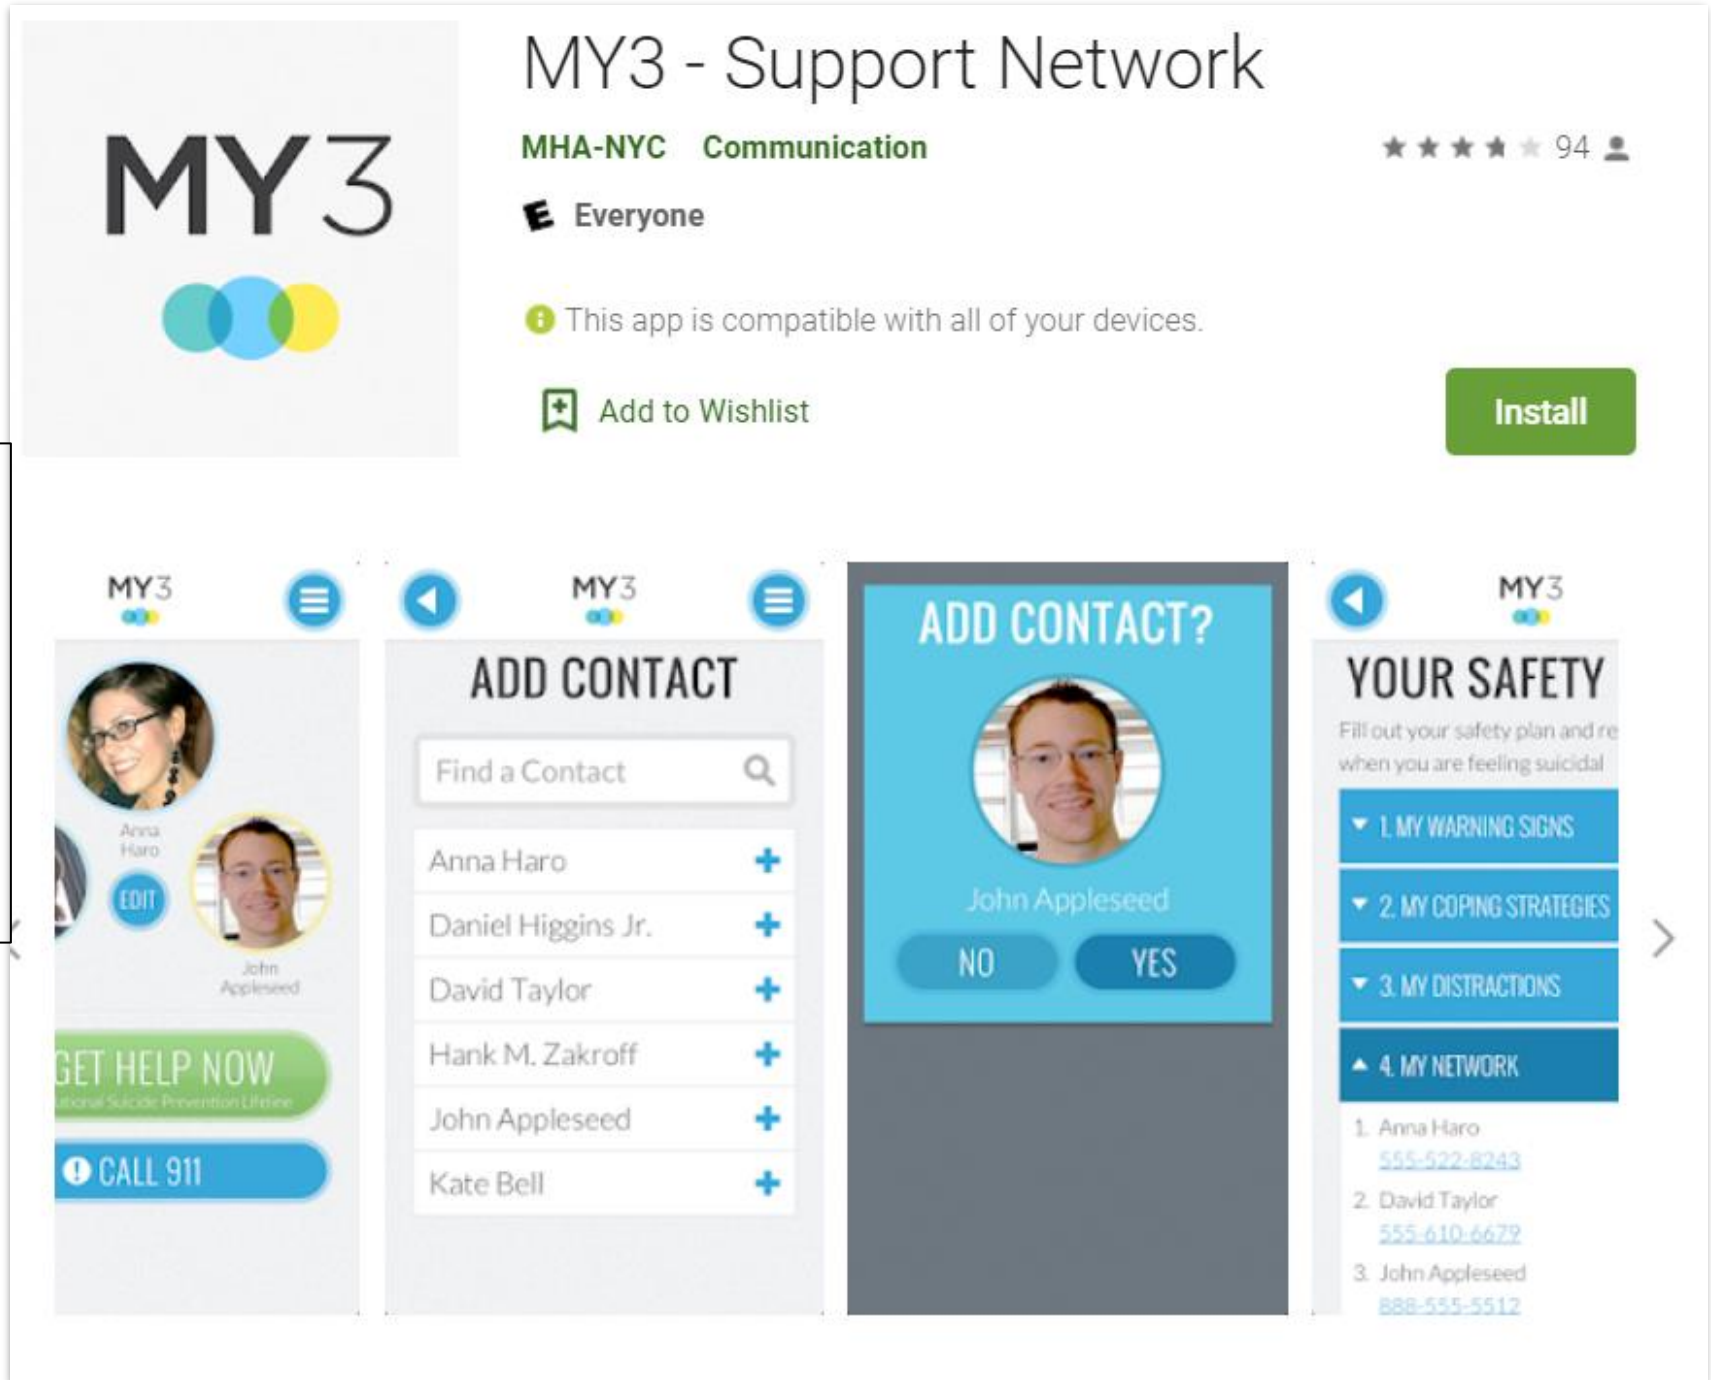 MY3
MY3 - Support Network
MHA-NYC Communication
94
E Everyone
This app is compatible with all of your devices.
Add to Wishlist
Install
MY3
Anna
Haro
EDIT
John
Appleseed
GET HELP NOW
Suicide Prevention Lifeline
CALL 911
MY3
ADD CONTACT
Find a Contact
Anna Haro
Daniel Higgins Jr.
David Taylor
Hank M. Zakroff
John Appleseed
Kate Bell
ADD CONTACT?
John Appleseed
NO YES
MY3
YOUR SAFETY
Fill out your safety plan and re
when you are feeling suicidal
1. MY WARNING SIGNS
2. MY COPING STRATEGIES
3. MY DISTRACTIONS
4. MY NETWORK
1. Anna Haro
555-522-8243
2. David Taylor
555-610-6679
3. John Appleseed
888-555-5512